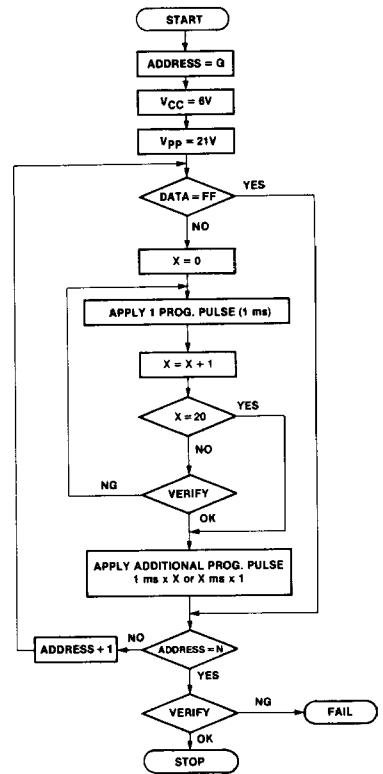 START
ADDRESS = G
VCC = 6V
VPP = 21V
DATA = FF
YES
NO
X = 0
APPLY 1 PROG. PULSE (1 ms)
X = X + 1
X = 20
YES
NO
NG
VERIFY
OK
APPLY ADDITIONAL PROG. PULSE
1 ms x X or X ms x 1
ADDRESS + 1
NO
ADDRESS = N
YES
VERIFY
NG
FAIL
OK
STOP